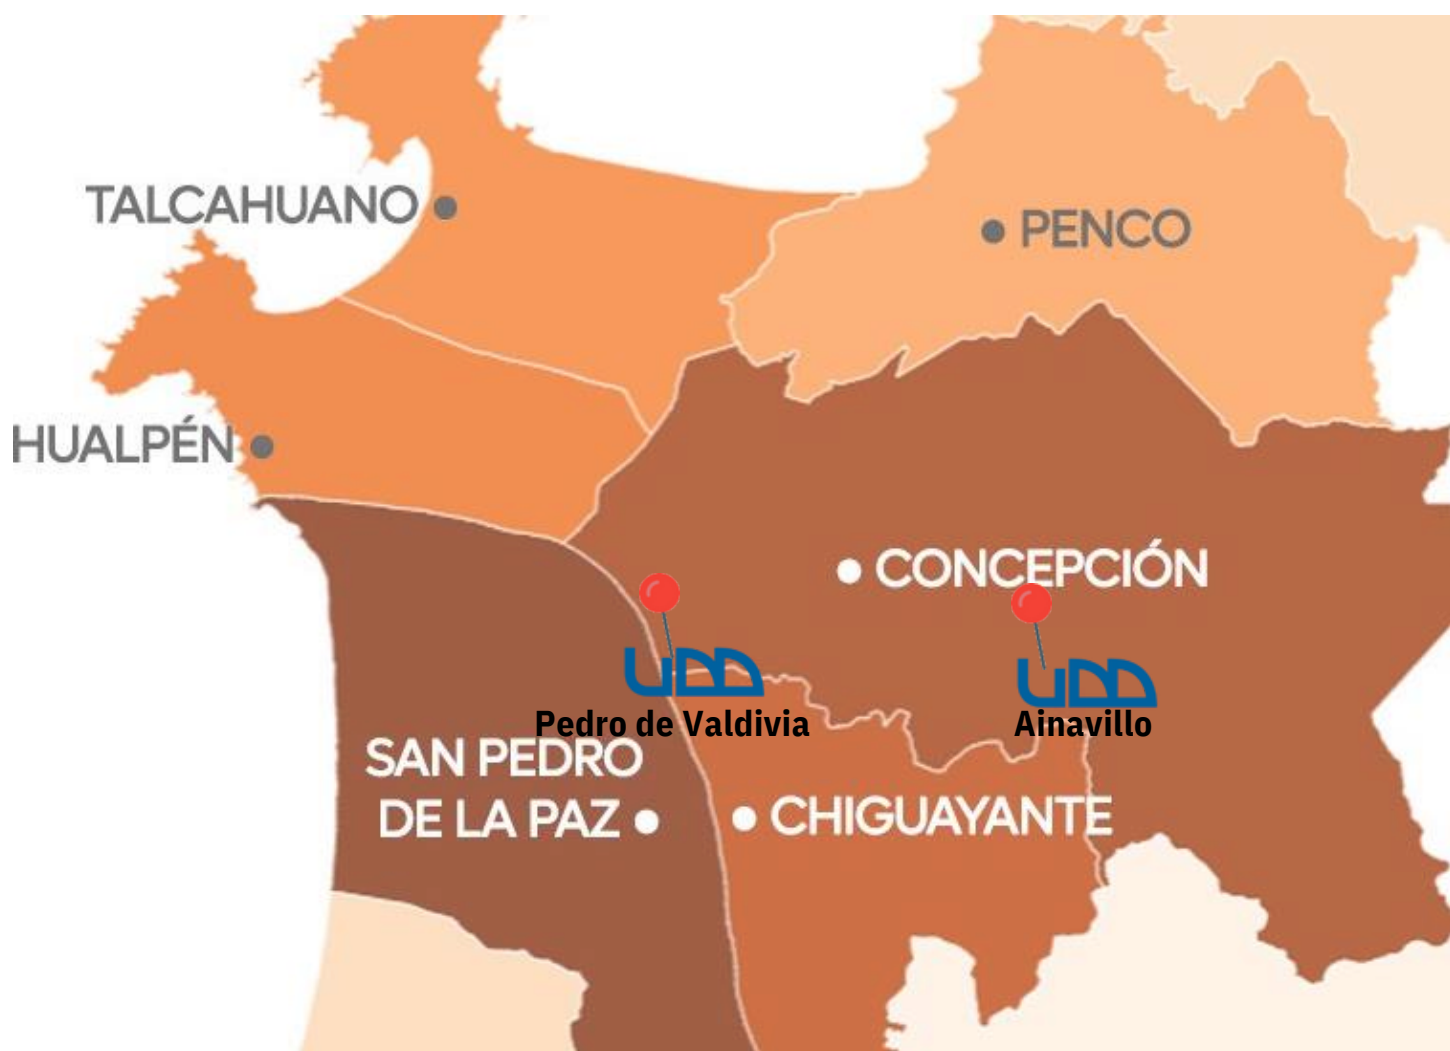 TALCAHUANO
PENCO
HUALPÉN
CONCEPCIÓN
UDD
Pedro de Valdivia
UDD
Ainavillo
SAN PEDRO
DE LA PAZ
CHIGUAYANTE